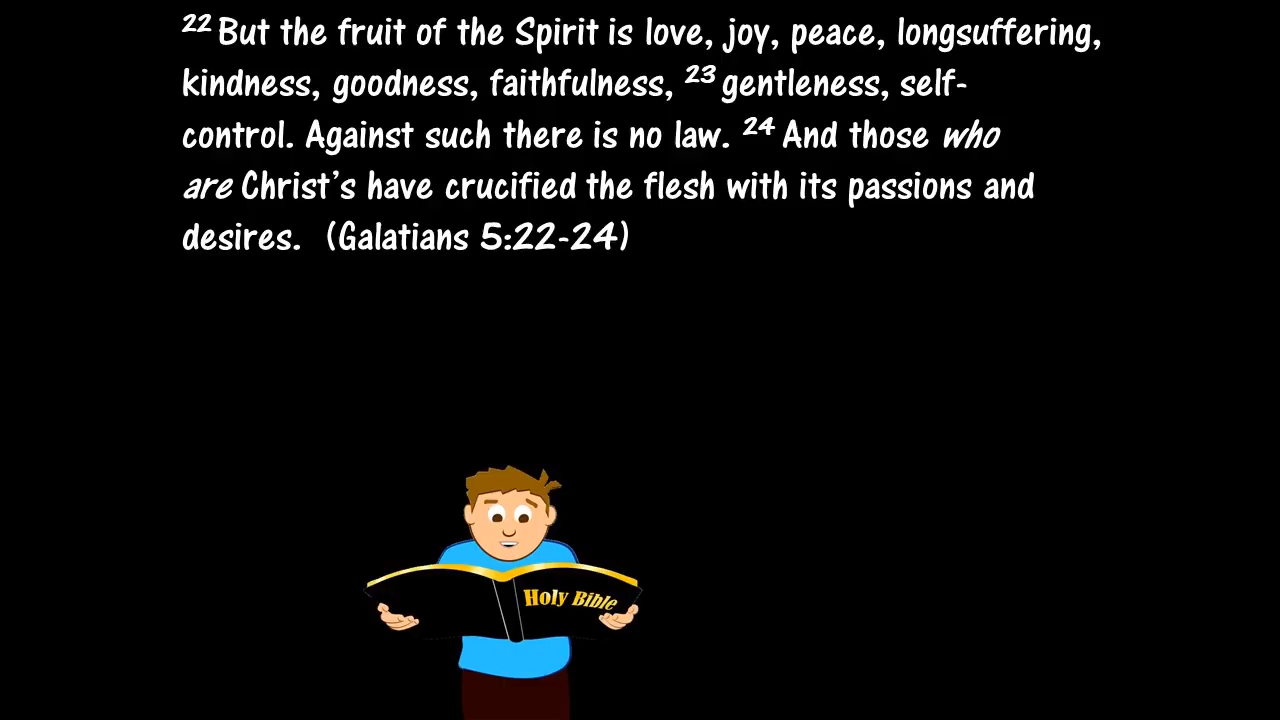 22 But the fruit of the Spirit is love, joy, peace, longsuffering,
kindness, goodness, faithfulness, 23 gentleness, self-
control. Against such there is no law. 24 And those who
are Christ’s have crucified the flesh with its passions and
desires. (Galatians 5:22-24)
Holy Bible